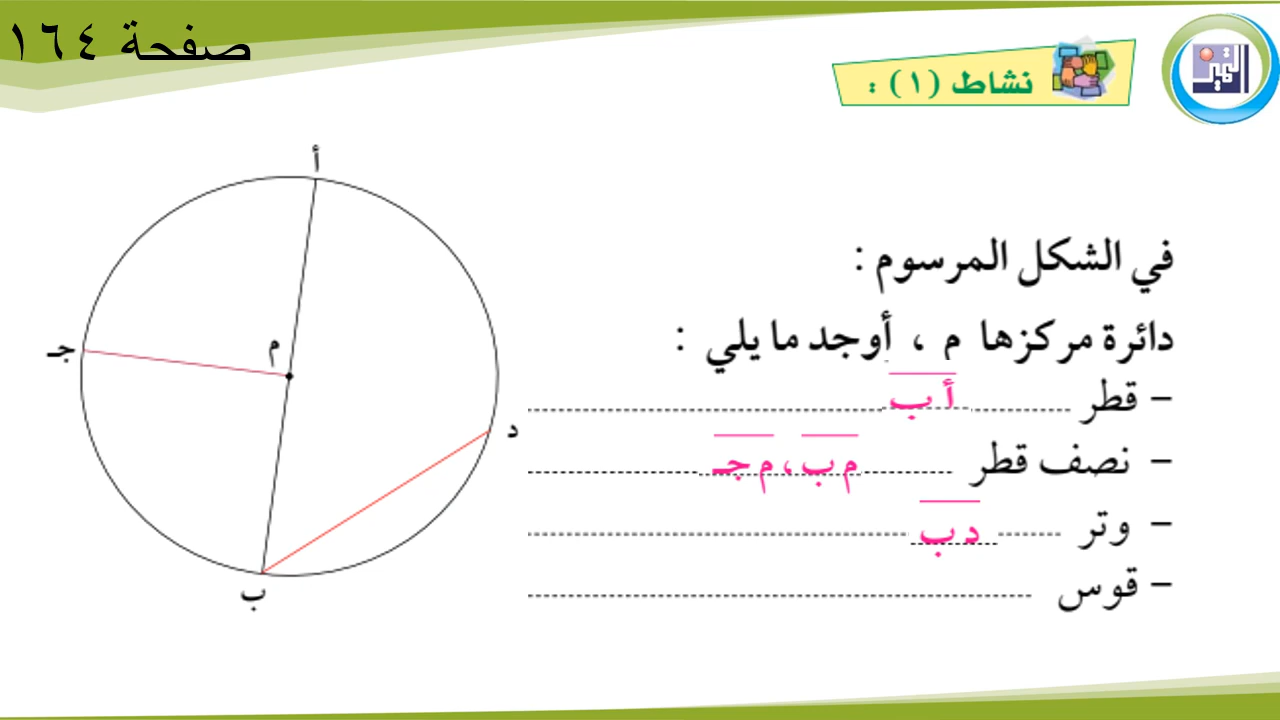 صفحة ١٦٤
التميز
نشاط (١) :
في الشكل المرسوم :
دائرة مركزها م ، أوجد ما يلي :
– قطر أ ب
– نصف قطر م ب ، م جـ
– وتر د ب
– قوس
أ
م
جـ
د
ب